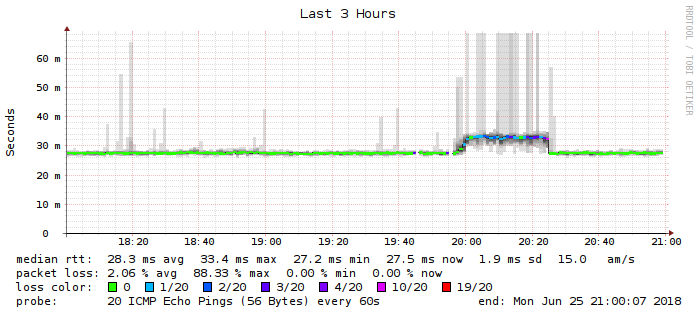 Last 3 Hours
RRDTOOL / TOBI OETIKER
Seconds
60 m
50 m
40 m
30 m
20 m
10 m
0
18:20 18:40 19:00 19:20 19:40 20:00 20:20 20:40 21:00
median rtt: 28.3 ms avg 33.4 ms max 27.2 ms min 27.5 ms now 1.9 ms sd 15.0 am/s
packet loss: 2.06 % avg 88.33 % max 0.00 % min 0.00 % now
loss color: 0 1/20 2/20 3/20 4/20 10/20 19/20
probe: 20 ICMP Echo Pings (56 Bytes) every 60s end: Mon Jun 25 21:00:07 2018